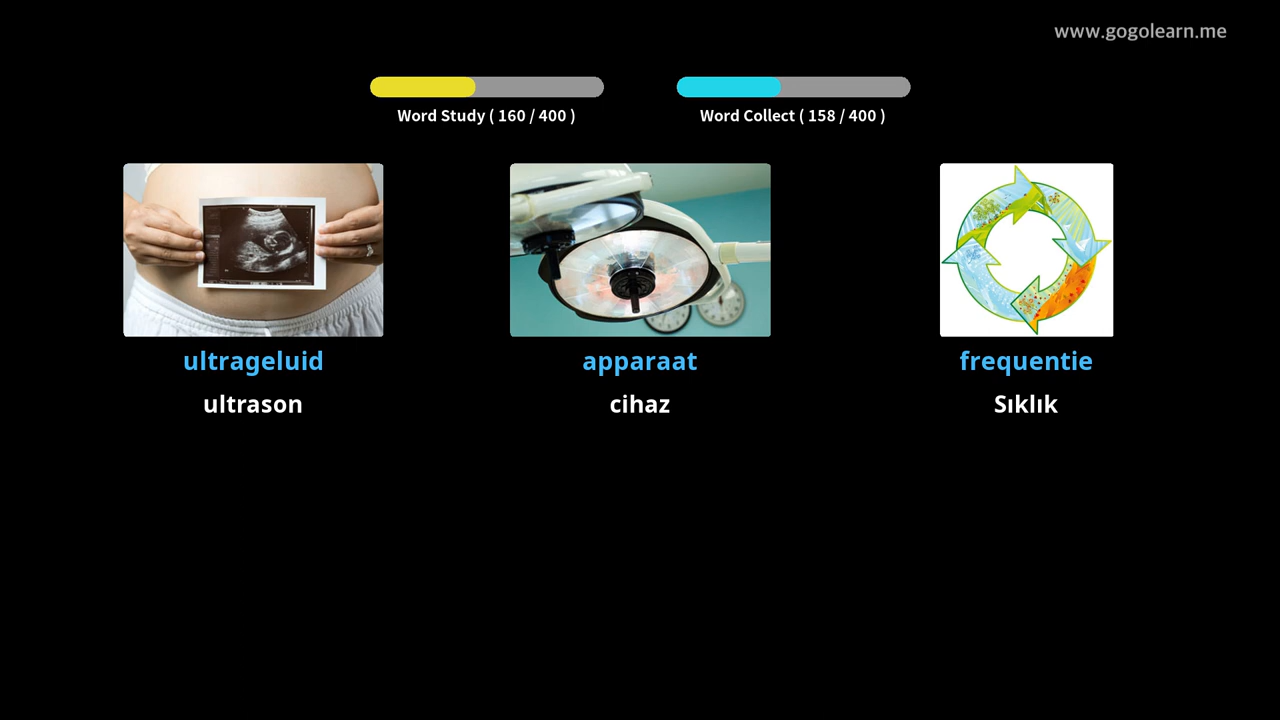 www.gogolearn.me
Word Study ( 160 / 400 )
Word Collect ( 158 / 400 )
ultrageluid
ultrason
apparaat
cihaz
frequentie
Sıklık